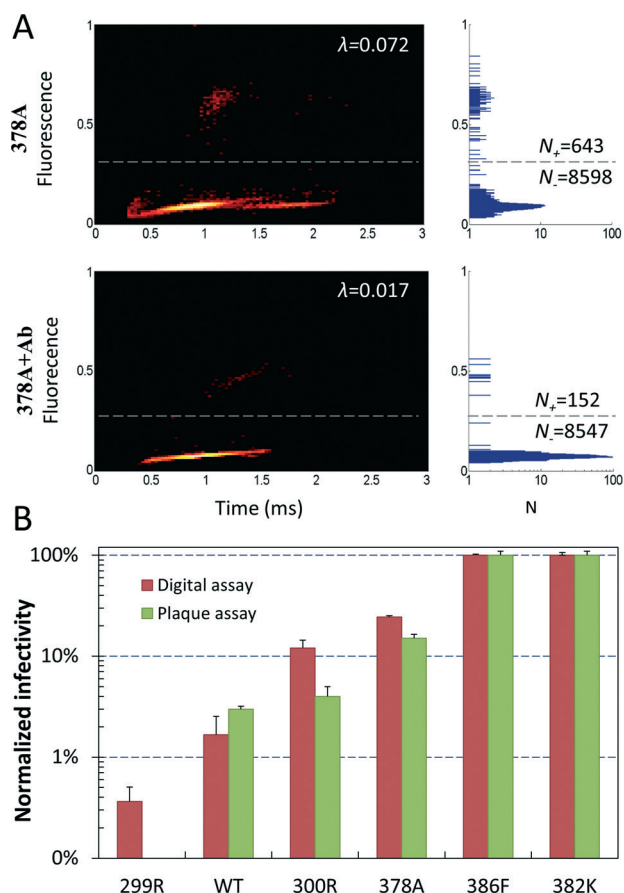 A
378A
Fluorescence
1
0.5
0
λ=0.072
0 0.5 1 1.5 2 2.5 3
1
0.5
0
N+=643
N-=8598
1 10 100
378A+Ab
Fluorescence
1
0.5
0
λ=0.017
0 0.5 1 1.5 2 2.5 3
Time (ms)
1
0.5
0
N+=152
N-=8547
1 10 100
N
B
Normalized infectivity
100%
10%
1%
0%
Digital assay
Plaque assay
299R WT 300R 378A 386F 382K